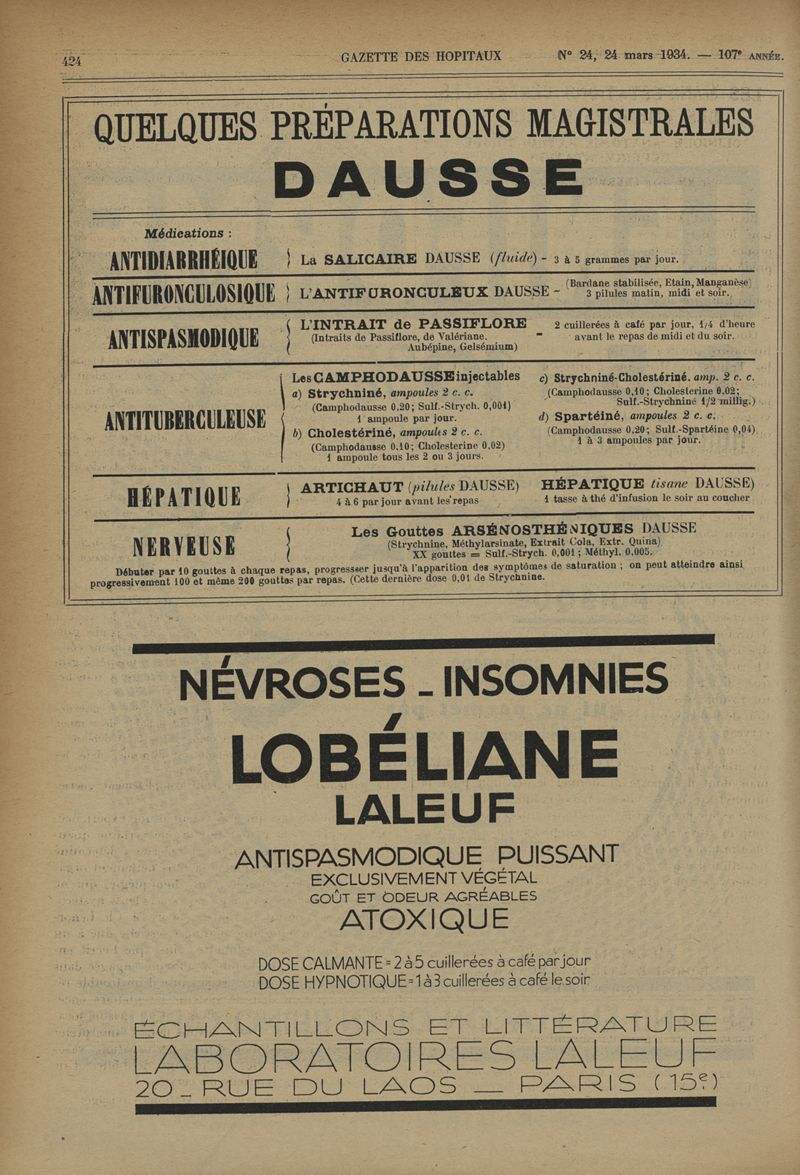 424
GAZETTE DES HOPITAUX
N° 24, 24 mars 1934. — 107e ANNÉE.
QUELQUES PRÉPARATIONS MAGISTRALES
DAUSSE
Médications :
ANTIDIARRHÉIQUE } La SALICAIRE DAUSSE (fluide) - 3 à 5 grammes par jour.
ANTIFURONCULOSIQUE } L'ANTIFURONCULEUX DAUSSE - (Bardane stabilisée, Etain, Manganèse)
3 pilules matin, midi et soir.
ANTISPASMODIQUE { L'INTRAIT de PASSIFLORE
(Intraits de Passiflore, de Valériane,
Aubépine, Gelsémium)
- 2 cuillerées à café par jour, 1/4 d'heure
avant le repas de midi et du soir.
ANTITUBERCULEUSE {
Les CAMPHODAUSSE injectables
a) Strychniné, ampoules 2 c. c.
(Camphodausse 0,20; Sulf.-Strych. 0,001)
1 ampoule par jour.
b) Cholestériné, ampoules 2 c. c.
(Camphodausse 0,10; Cholesterine 0,02)
1 ampoule tous les 2 ou 3 jours.
c) Strychniné-Cholestériné. amp. 2 c. c.
(Camphodausse 0,10; Cholesterine 0.02;
Sulf.-Strychniné 1/2 millig.)
d) Spartéiné, ampoules 2 c. c.
(Camphodausse 0,20; Sulf.-Spartéine 0,04)
1 à 3 ampoules par jour.
HÉPATIQUE } ARTICHAUT (pilules DAUSSE)
4 à 6 par jour avant les repas
HÉPATIQUE tisane DAUSSE)
1 tasse à thé d'infusion le soir au coucher
NERVEUSE { Les Gouttes ARSÉNOSTHÉNIQUES DAUSSE
(Strychnine, Méthylarsinate, Extrait Cola, Extr. Quina)
XX gouttes = Sulf.-Strych. 0,001 ; Méthyl. 0,005.
Débuter par 10 gouttes à chaque repas, progressser jusqu'à l'apparition des symptômes de saturation ; on peut atteindre ainsi
progressivement 100 et même 200 gouttes par repas. (Cette dernière dose 0,01 de Strychnine.
NÉVROSES - INSOMNIES
LOBÉLIANE
LALEUF
ANTISPASMODIQUE PUISSANT
EXCLUSIVEMENT VÉGÉTAL
GOÛT ET ODEUR AGRÉABLES
ATOXIQUE
DOSE CALMANTE = 2 à 5 cuillerées à café par jour
DOSE HYPNOTIQUE = 1 à 3 cuillerées à café le soir
ÉCHANTILLONS ET LITTÉRATURE
LABORATOIRES LALEUF
20 - RUE DU LAOS — PARIS (15e)